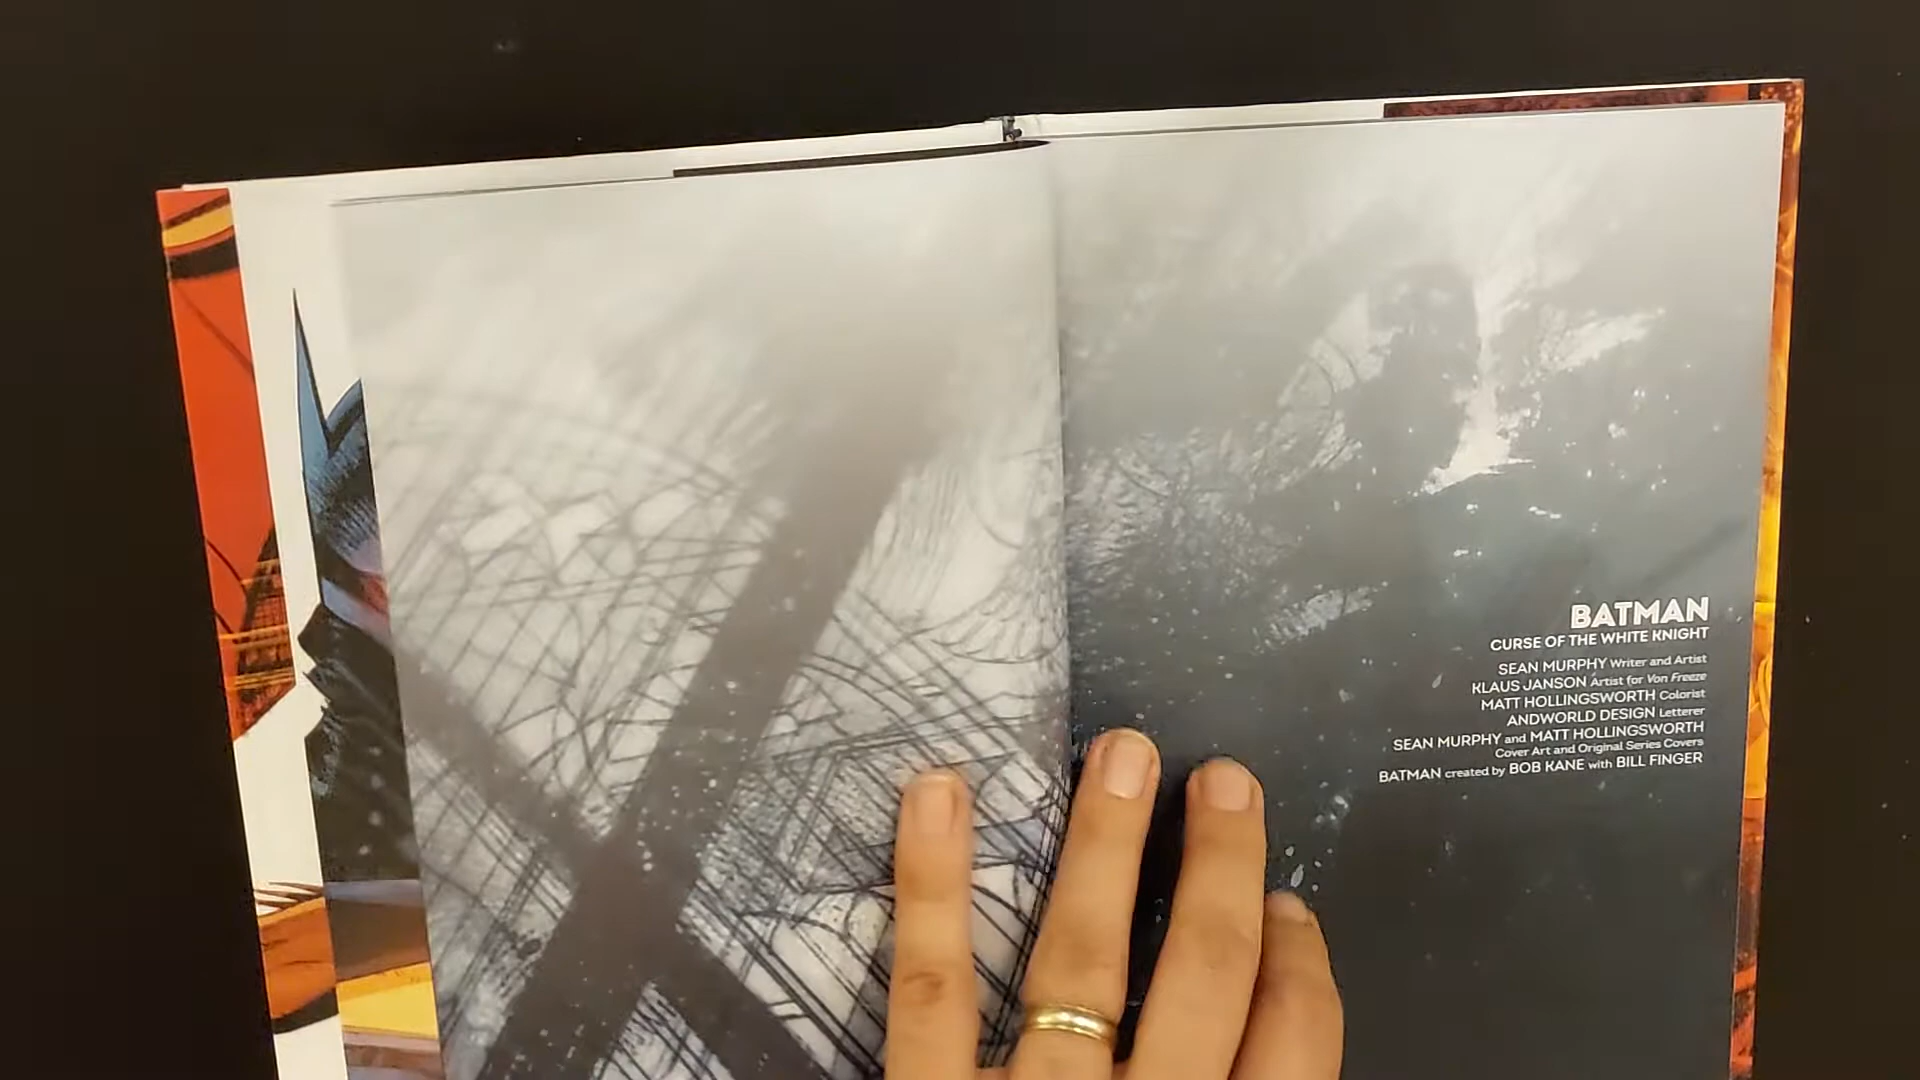 BATMAN
CURSE OF THE WHITE KNIGHT
SEAN MURPHY Writer and Artist
KLAUS JANSON Artist for Von Freeze
MATT HOLLINGSWORTH Colorist
ANDWORLD DESIGN Letterer
SEAN MURPHY and MATT HOLLINGSWORTH
Cover Art and Original Series Covers
BATMAN created by BOB KANE with BILL FINGER